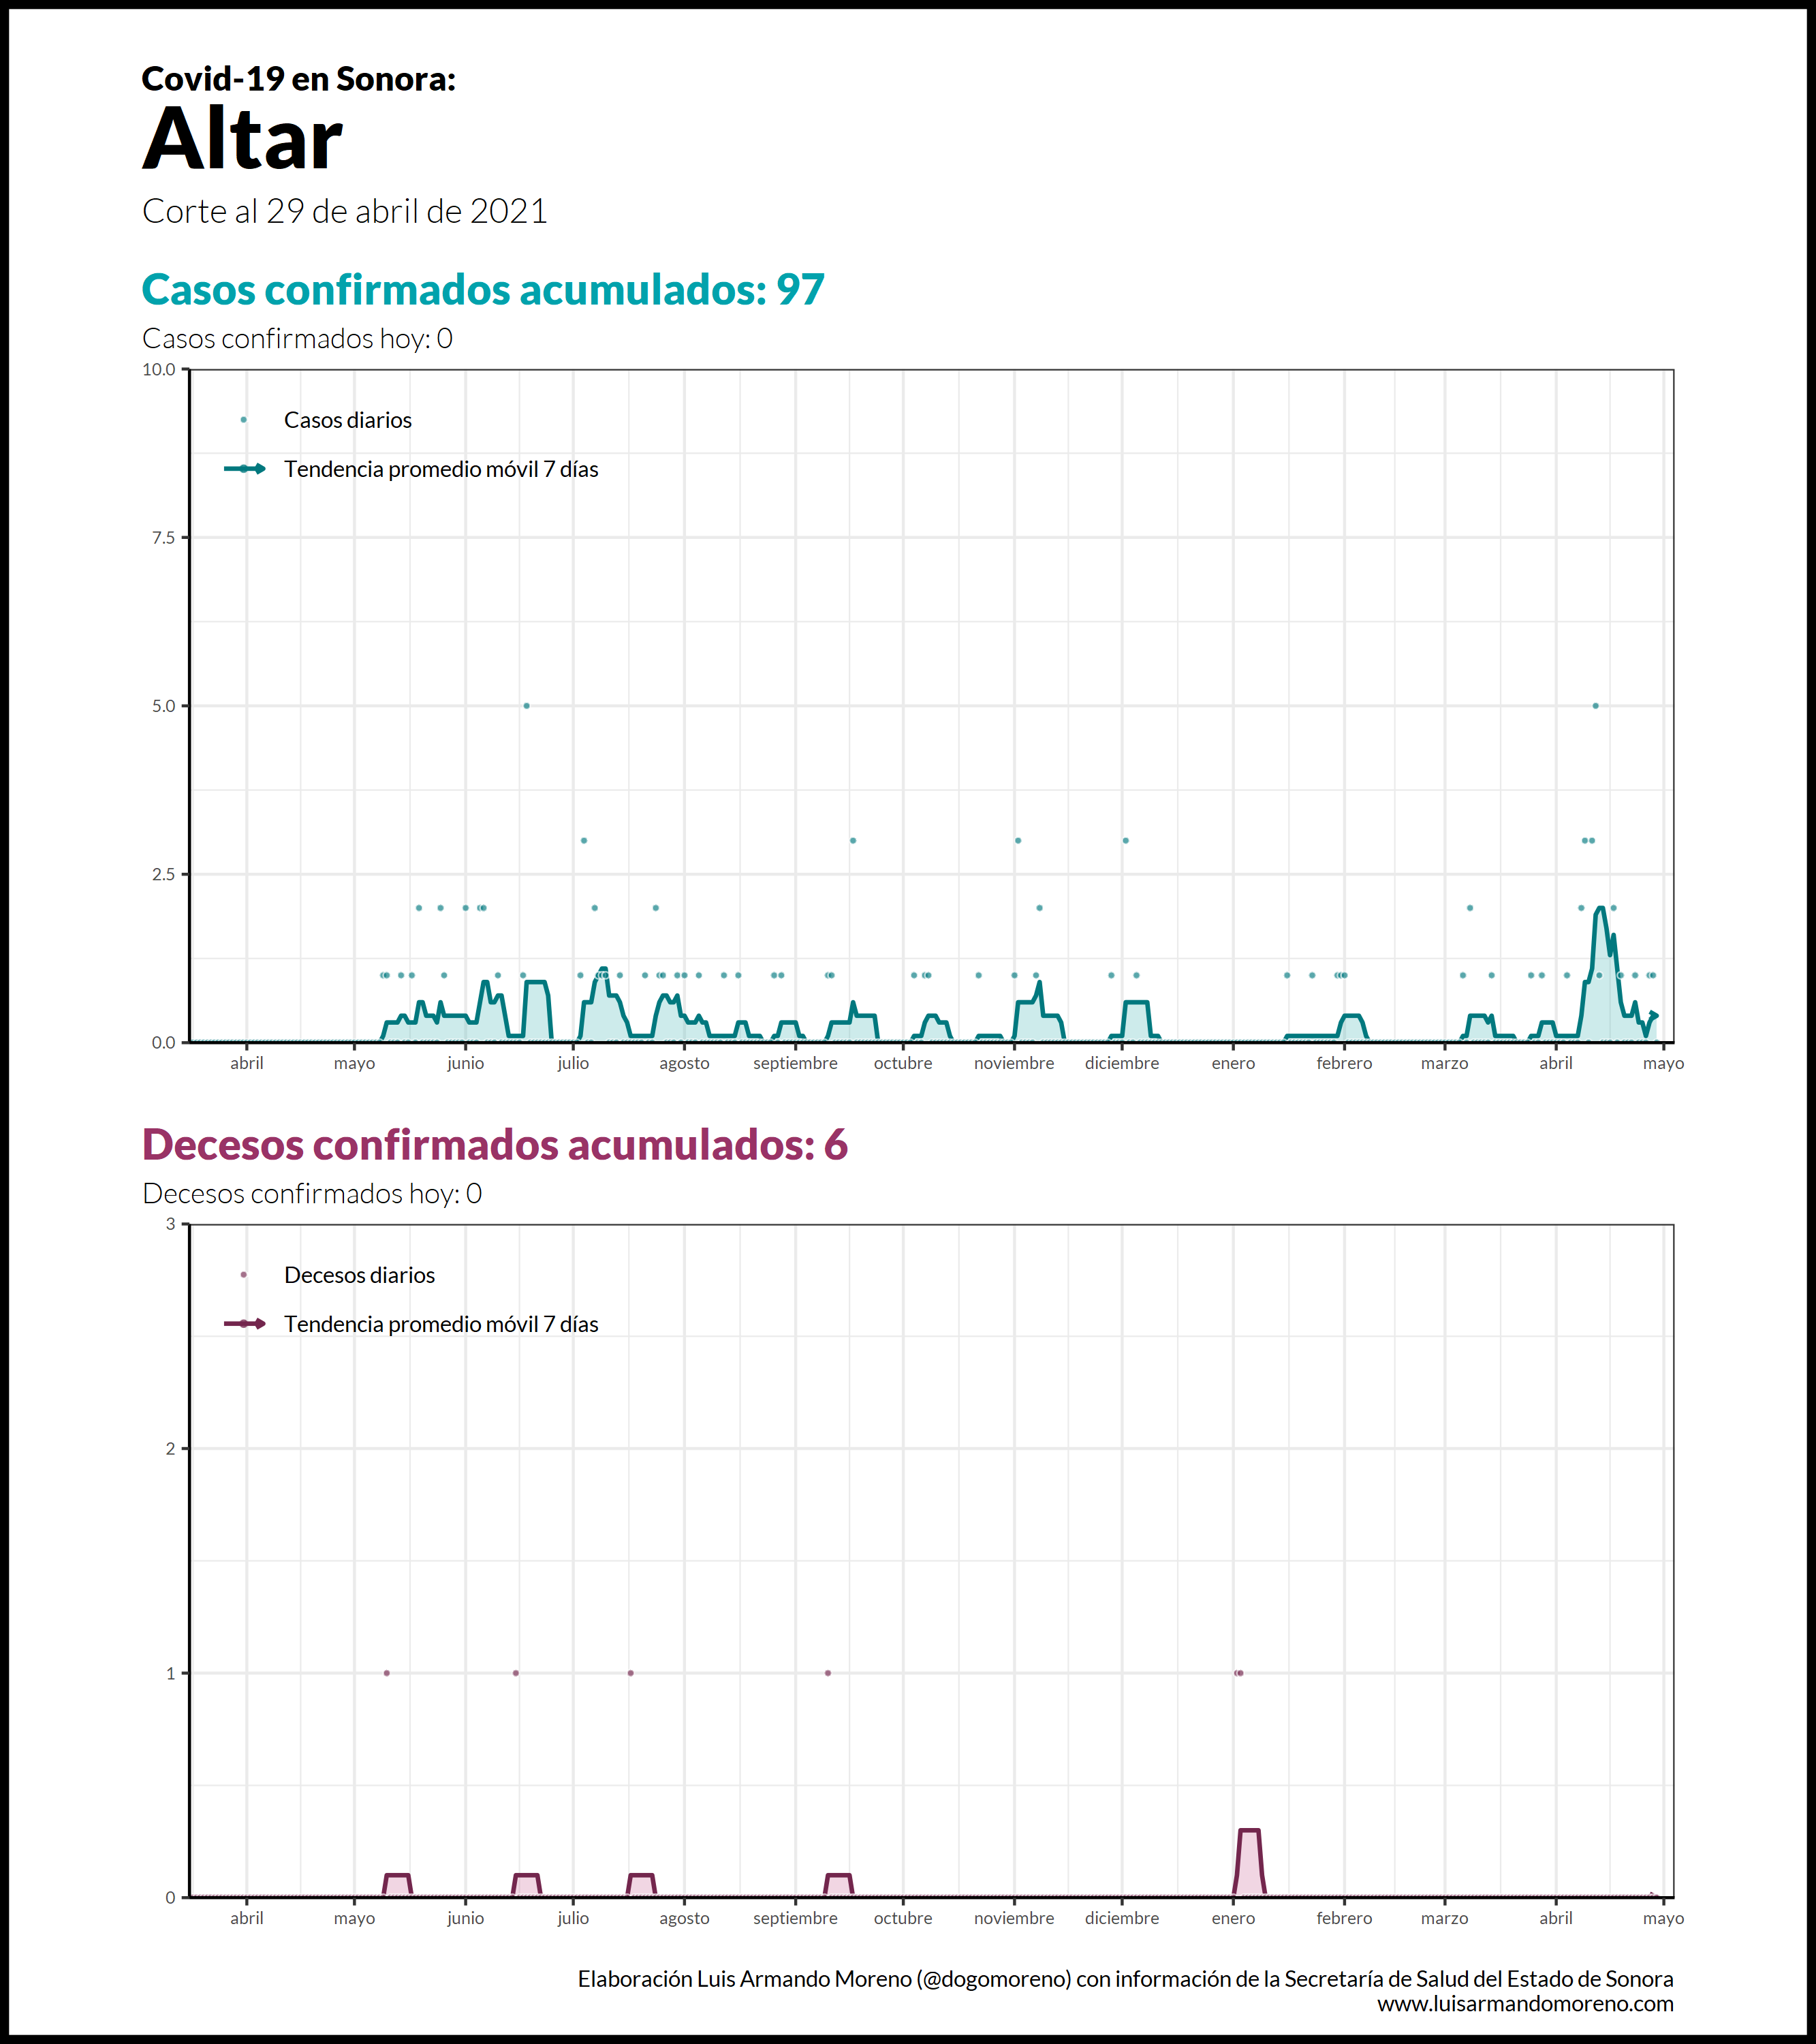 Covid-19 en Sonora:
Altar
Corte al 29 de abril de 2021
Casos confirmados acumulados: 97
Casos confirmados hoy: 0
10.0
Casos diarios
Tendencia promedio móvil 7 días
7.5
5.0
2.5
0.0
abril mayo junio julio agosto septiembre octubre noviembre diciembre enero febrero marzo abril mayo
Decesos confirmados acumulados: 6
Decesos confirmados hoy: 0
3
Decesos diarios
Tendencia promedio móvil 7 días
2
1
0
abril mayo junio julio agosto septiembre octubre noviembre diciembre enero febrero marzo abril mayo
Elaboración Luis Armando Moreno (@dogomoreno) con información de la Secretaría de Salud del Estado de Sonora
www.luisarmandomoreno.com